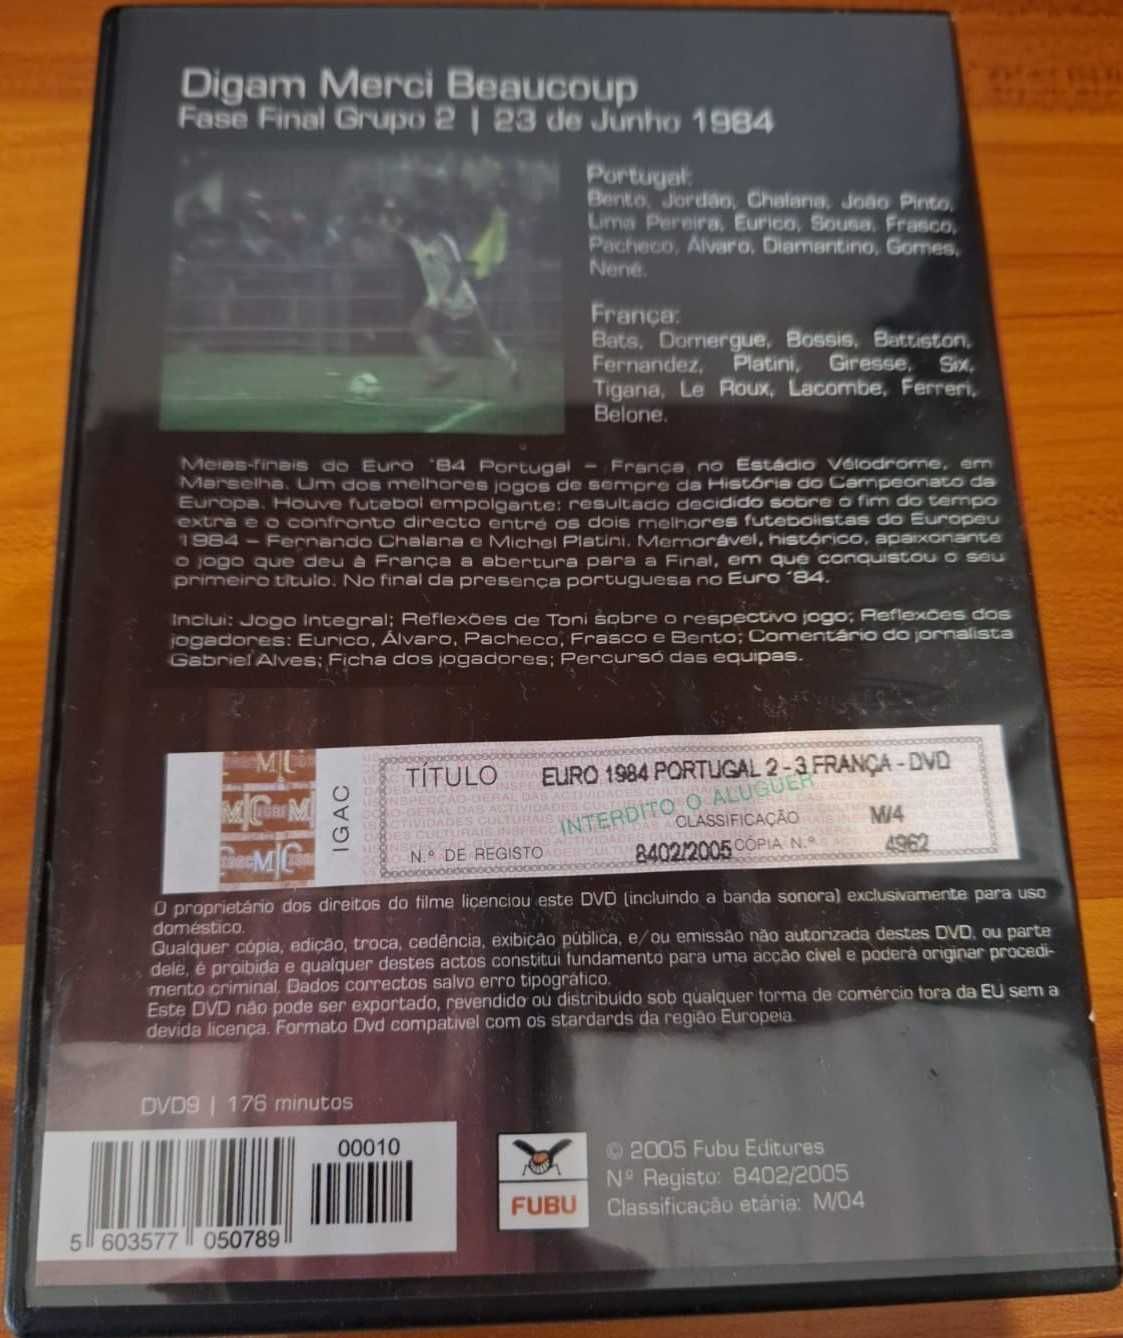 Digam Merci Beaucoup
Fase Final Grupo 2 | 23 de Junho 1984
Portugal:
Bento, Jordão, Chalana, João Pinto,
Lima Pereira, Eurico, Sousa, Frasco,
Pacheco, Álvaro, Diamantino, Gomes,
Nené.
França:
Bats, Domergue, Bossis, Battiston,
Fernandez, Platini, Giresse, Six,
Tigana, Le Roux, Lacombe, Ferreri,
Belone.
Meias-finais do Euro ´84 Portugal – França, no Estádio Vélodrome, em
Marselha. Um dos melhores jogos de sempre da História do Campeonato da
Europa. Houve futebol empolgante: resultado decidido sobre o fim do tempo
extra e o confronto directo entre os dois melhores futebolistas do Europeu
1984 – Fernando Chalana e Michel Platini. Memorável, histórico, apaixonante
o jogo que deu à França a abertura para a Final, em que conquistou o seu
primeiro título. No final da presença portuguesa no Euro ´84.
Inclui: Jogo Integral; Reflexões de Toni sobre o respectivo jogo; Reflexões dos
jogadores: Eurico, Álvaro, Pacheco, Frasco e Bento; Comentário do jornalista
Gabriel Alves; Ficha dos jogadores; Percurso das equipas.
IGAC
TÍTULO EURO 1984 PORTUGAL 2 - 3 FRANÇA - DVD
INTERDITO O ALUGUER
CLASSIFICAÇÃO M/4
N.º DE REGISTO 8402/2005 CÓPIA N.º 4962
O proprietário dos direitos do filme licenciou este DVD (incluindo a banda sonora) exclusivamente para uso
doméstico.
Qualquer cópia, edição, troca, cedência, exibicão pública, e/ou emissão não autorizada destes DVD, ou parte
dele, é proibida e qualquer destes actos constitui fundamento para uma acção cível e poderá originar procedi-
mento criminal. Dados correctos salvo erro tipográfico.
Este DVD não pode ser exportado, revendido ou distribuido sob qualquer forma de comércio fora da EU sem a
devida licença. Formato Dvd compativel com os stardards da região Europeia.
DVD9 | 176 minutos
00010
5 603577 050789
FUBU
© 2005 Fubu Editores
Nº Registo: 8402/2005
Classificação etária: M/04